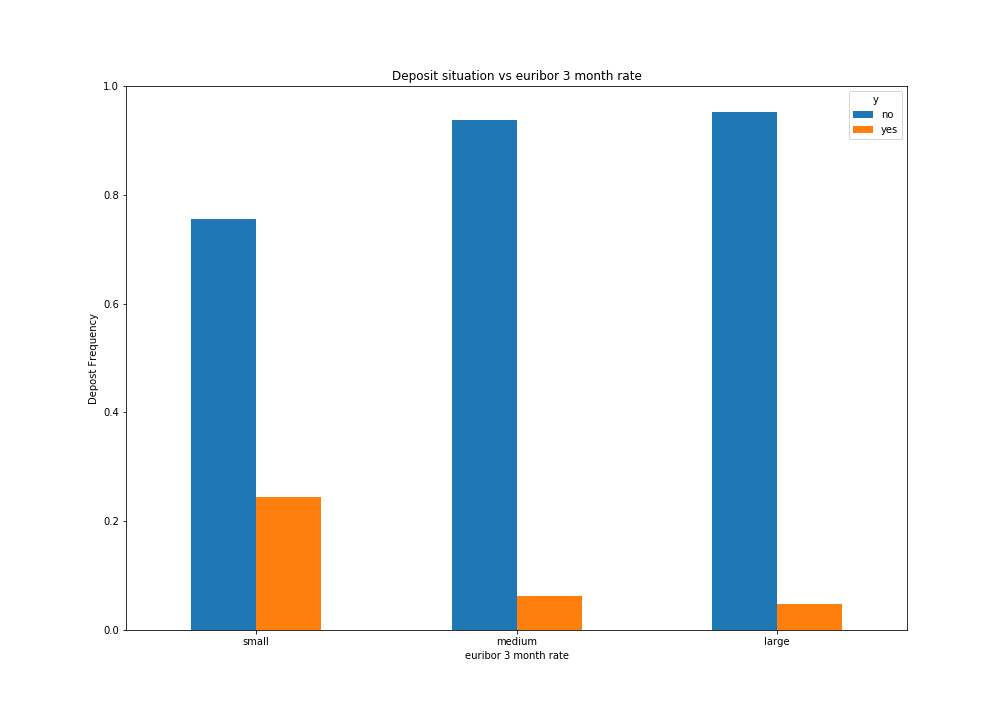 Deposit situation vs euribor 3 month rate
y
no
yes
1.0
0.8
0.6
0.4
0.2
0.0
Depost Frequency
small
medium
large
euribor 3 month rate